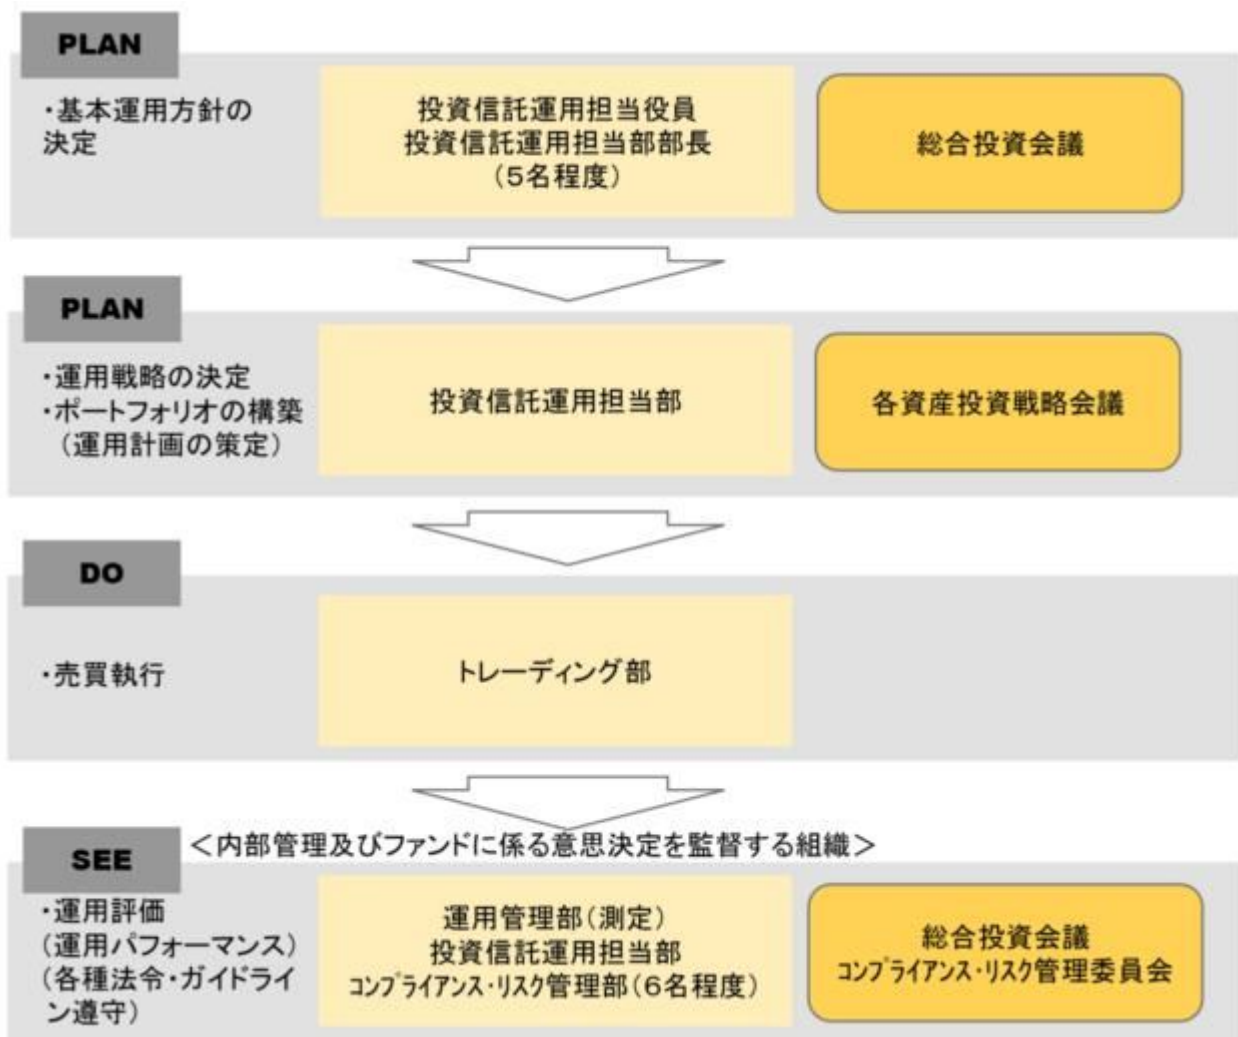 PLAN
・基本運用方針の
決定
投資信託運用担当役員
投資信託運用担当部部長
(5名程度)
総合投資会議
PLAN
・運用戦略の決定
・ポートフォリオの構築
(運用計画の策定)
投資信託運用担当部
各資産投資戦略会議
DO
・売買執行
トレーディング部
SEE
＜内部管理及びファンドに係る意思決定を監督する組織＞
・運用評価
(運用パフォーマンス)
(各種法令・ガイドライ
ン遵守)
運用管理部(測定)
投資信託運用担当部
ｺﾝﾌﾟﾗｲｱﾝｽ・ﾘｽｸ管理部(6名程度)
総合投資会議
ｺﾝﾌﾟﾗｲｱﾝｽ・ﾘｽｸ管理委員会